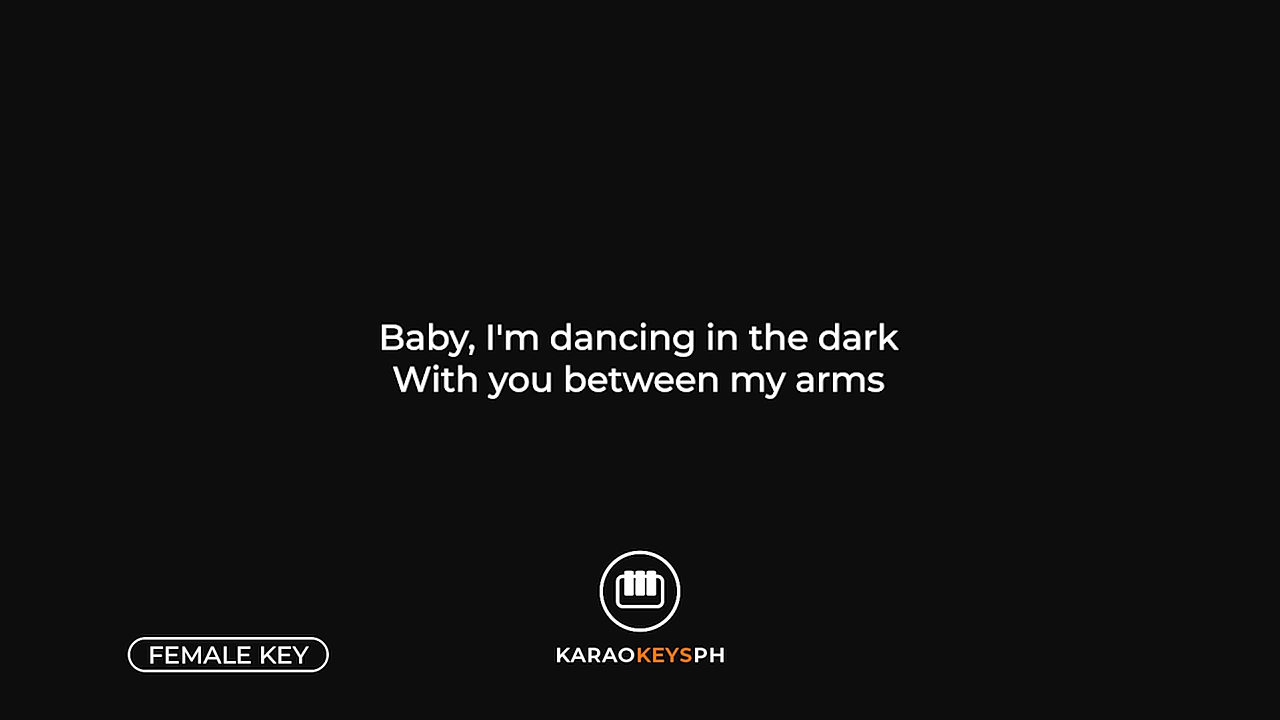 Baby, I'm dancing in the dark
With you between my arms
FEMALE KEY
KARAOKEYSPH